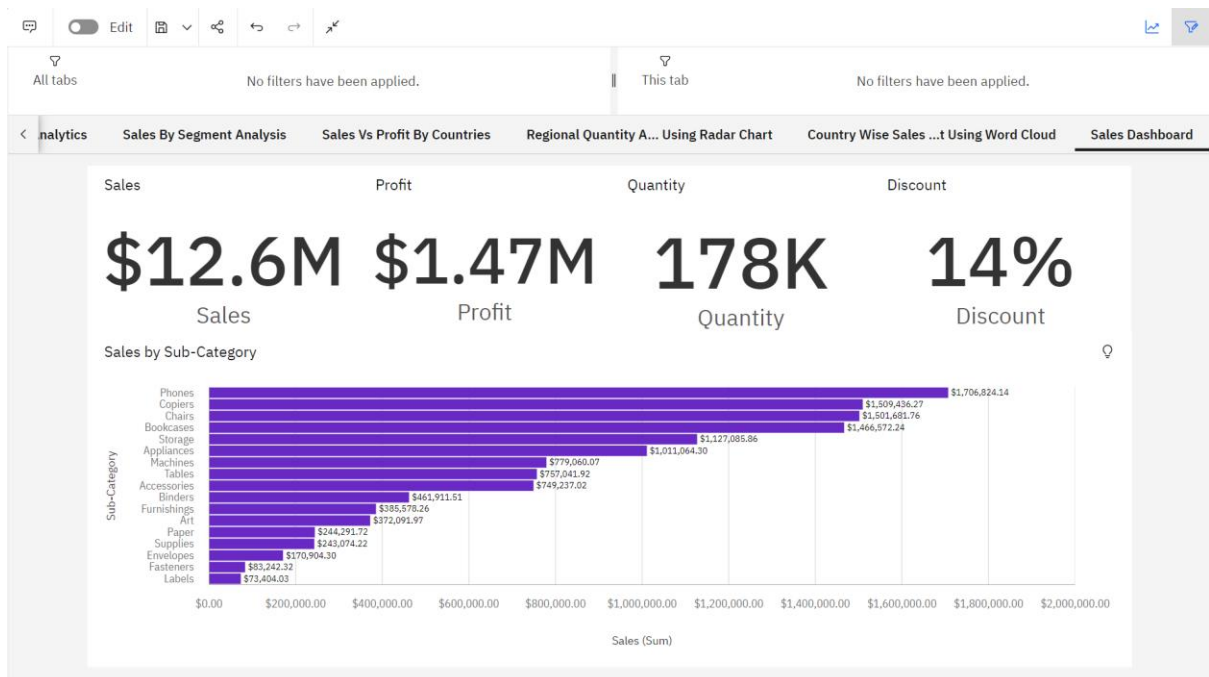 Edit
All tabs
No filters have been applied.
This tab
No filters have been applied.
nalytics
Sales By Segment Analysis
Sales Vs Profit By Countries
Regional Quantity A... Using Radar Chart
Country Wise Sales ...t Using Word Cloud
Sales Dashboard
Sales
Profit
Quantity
Discount
$12.6M
$1.47M
178K
14%
Sales
Profit
Quantity
Discount
Sales by Sub-Category
Sub-Category
Phones $1,706,824.14
Copiers $1,509,436.27
Chairs $1,501,681.76
Bookcases $1,466,572.24
Storage $1,127,085.86
Appliances $1,011,064.30
Machines $779,060.07
Tables $757,041.92
Accessories $749,237.02
Binders $461,911.51
Furnishings $385,578.26
Art $372,091.97
Paper $244,291.72
Supplies $243,074.22
Envelopes $170,904.30
Fasteners $83,242.32
Labels $73,404.03
$0.00 $200,000.00 $400,000.00 $600,000.00 $800,000.00 $1,000,000.00 $1,200,000.00 $1,400,000.00 $1,600,000.00 $1,800,000.00 $2,000,000.00
Sales (Sum)